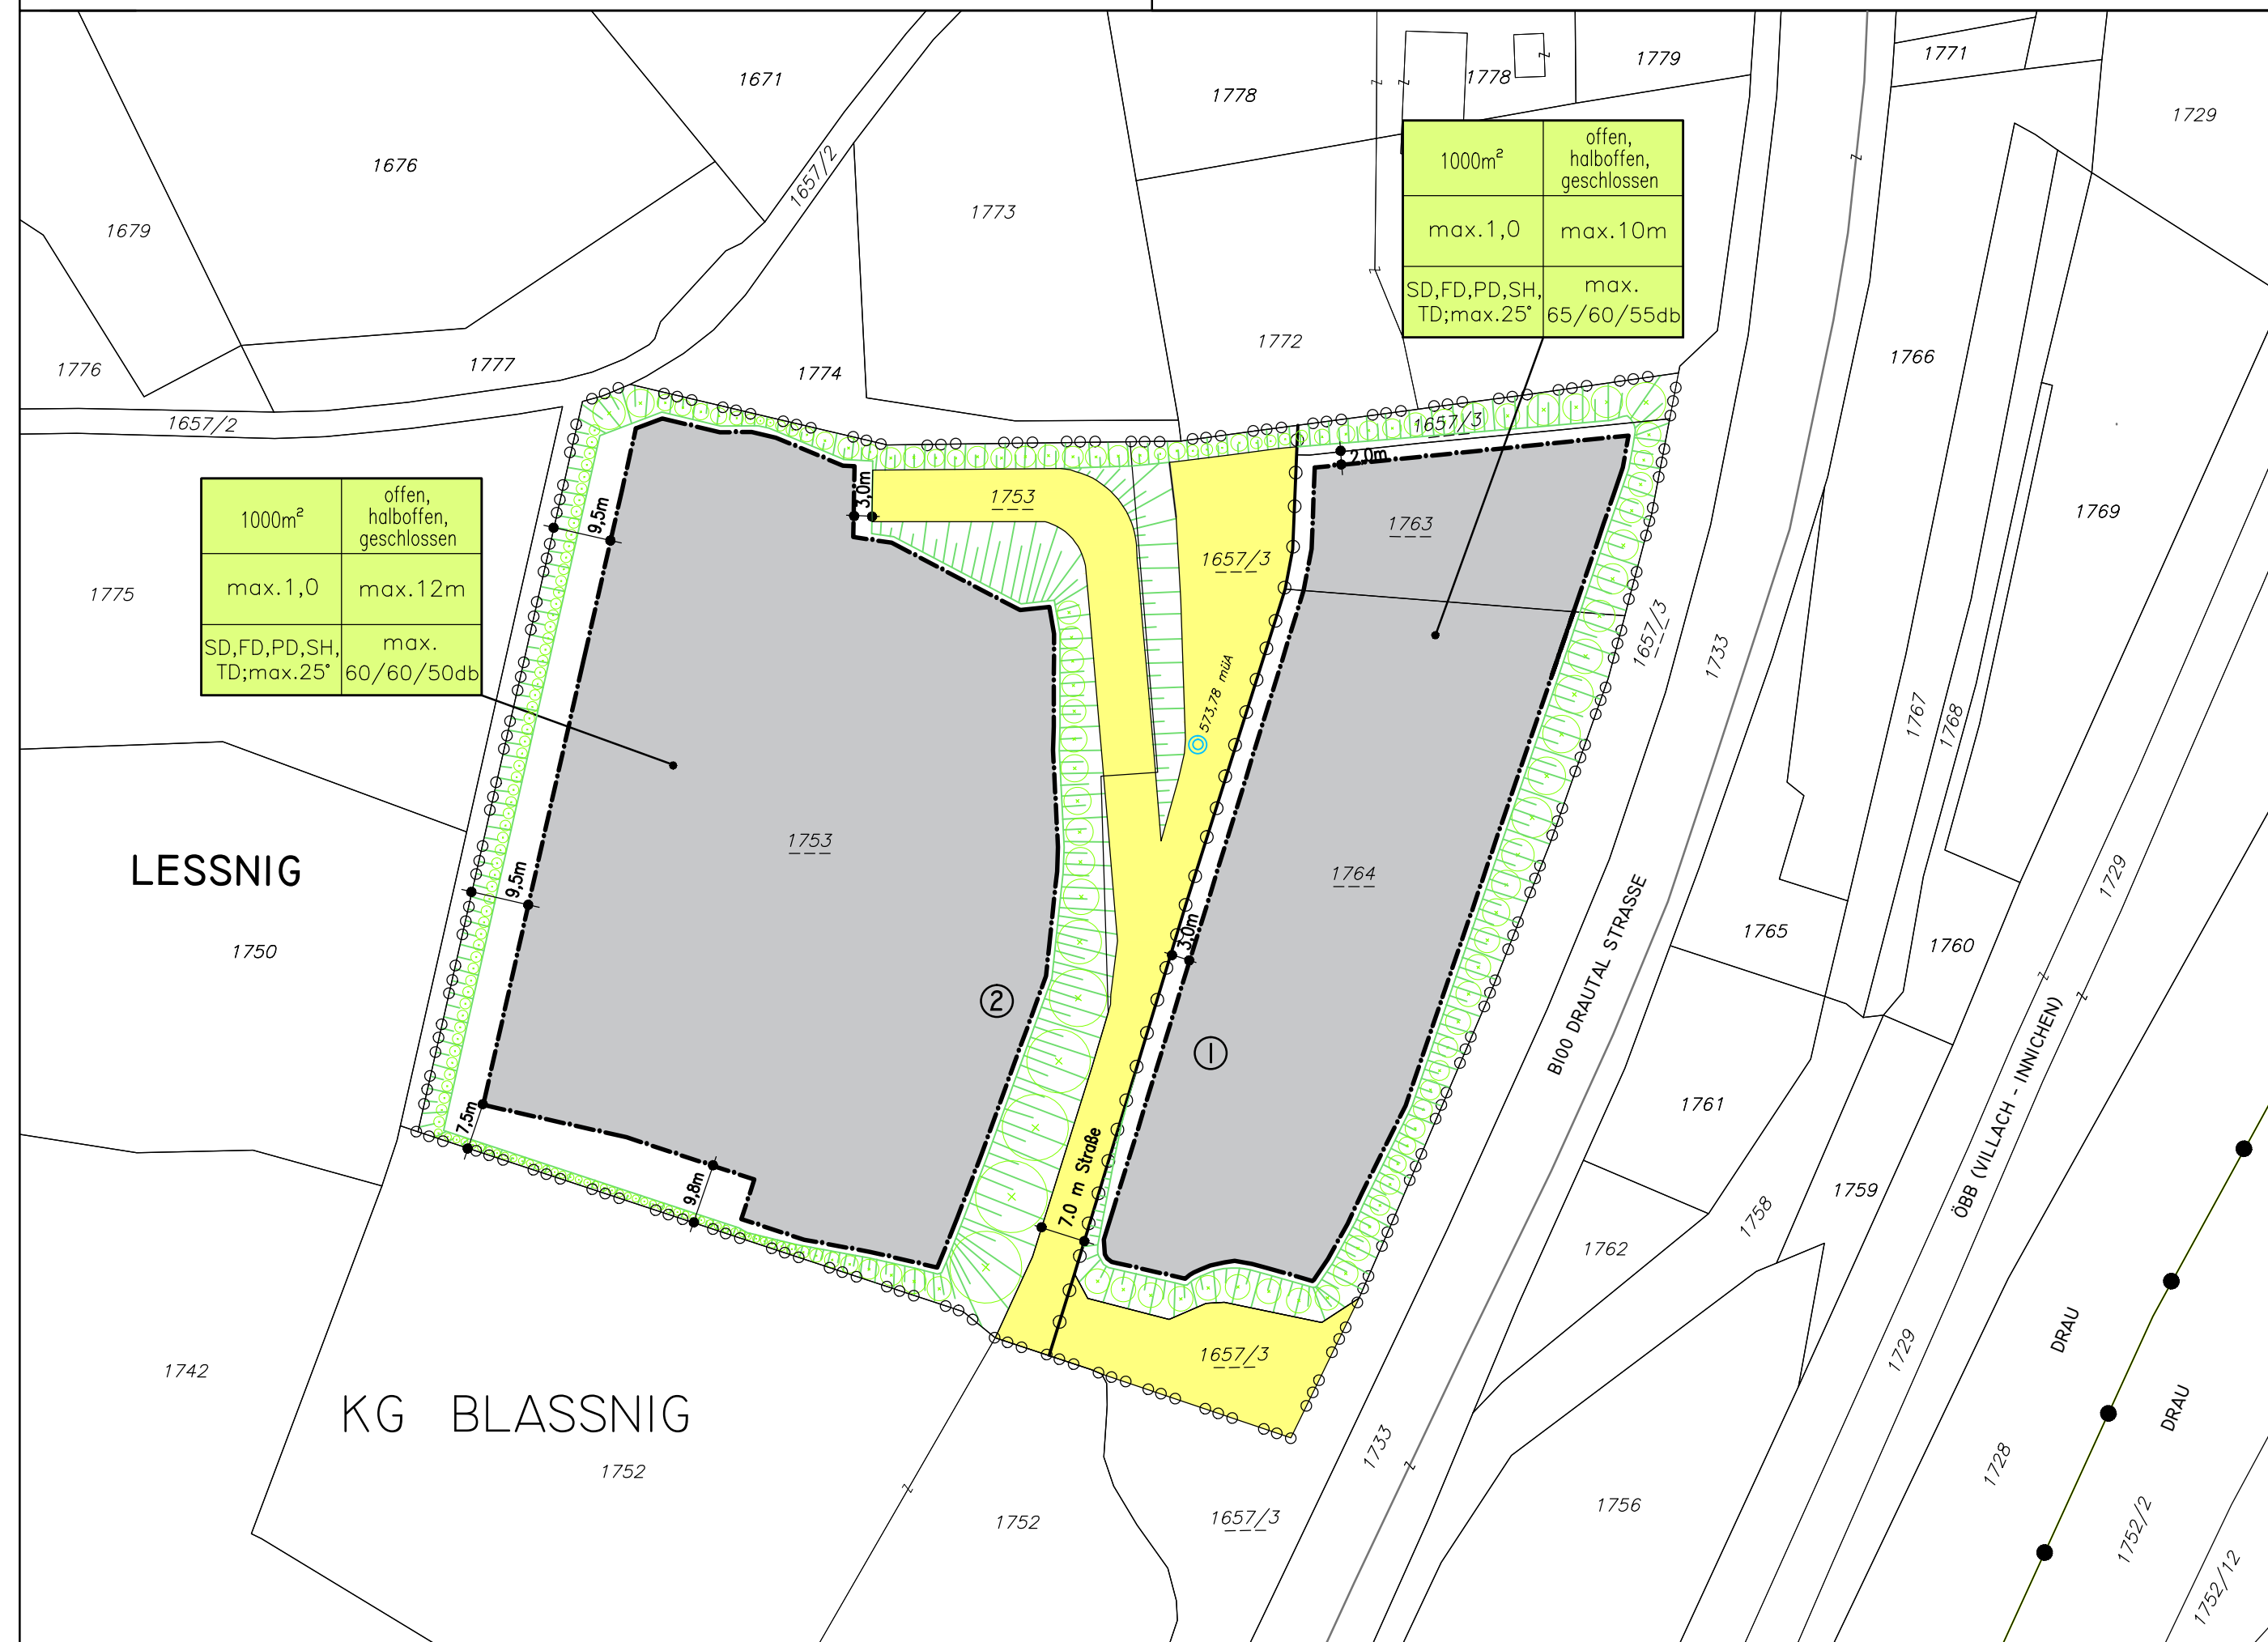 1671
1676
1679
1657/2
1773
1778
1778
1779
1771
1729
1776
1777
1774
1772
1657/2
1000m²
offen,
halboffen,
geschlossen
max.1,0
max.10m
SD,FD,PD,SH,
TD;max.25°
max.
65/60/55db
1766
1769
1657/3
2,0m
3,0m
9,5m
1753
1763
1657/3
1000m²
offen,
halboffen,
geschlossen
max.1,0
max.12m
SD,FD,PD,SH,
TD;max.25°
max.
60/60/50db
1775
1657/3
1733
573,78 müA
1767
1768
LESSNIG
9,5m
1753
1764
1750
3,0m
2
1
B100 DRAUTAL STRASSE
1765
1760
1729
7,5m
9,8m
7.0 m Straße
1761
ÖBB (VILLACH - INNICHEN)
1762
1758
1759
1742
KG BLASSNIG
1752
1752
1657/3
1657/3
1733
1756
1729
DRAU
DRAU
1728
1752/2
1752/12